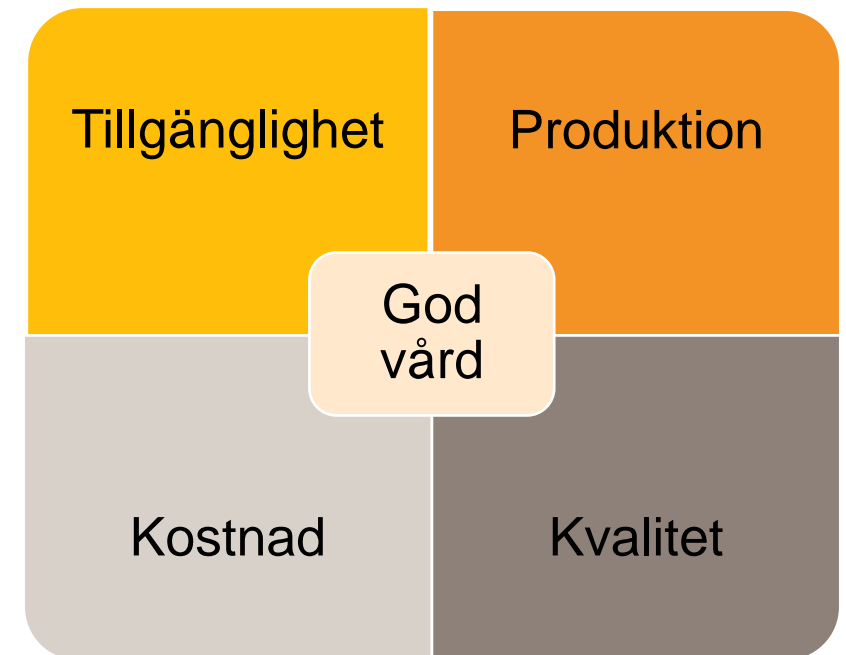 Tillgänglighet
Produktion
God
vård
Kostnad
Kvalitet